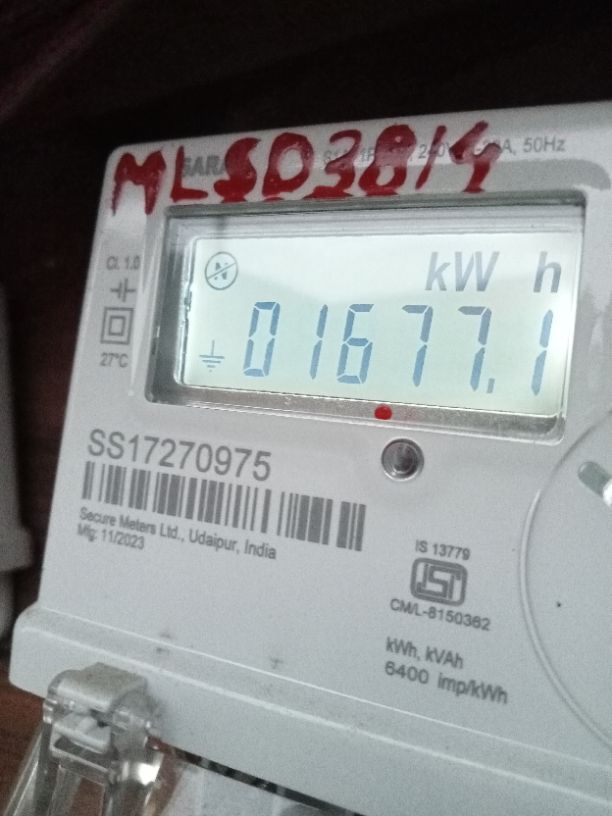 MLSD3814
50Hz
Cl. 1.0
27°C
kW h
01677.1
SS17270975
Secure Meters Ltd., Udaipur, India
Mfg: 11/2023
IS 13779
CM/L-8150362
kWh, kVAh
6400 imp/kWh